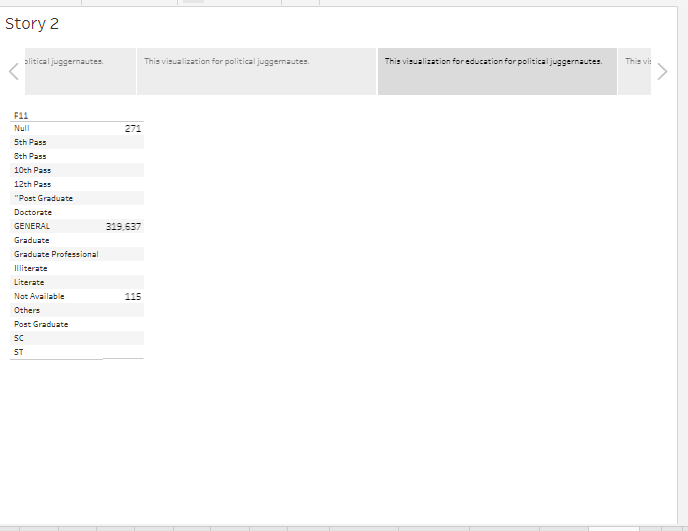 Story 2
litical juggernautes.
This visualization for political juggernautes.
This visualization for education for political juggernautes.
This vis
F11
Null 271
5th Pass
8th Pass
10th Pass
12th Pass
"Post Graduate
Doctorate
GENERAL 319,637
Graduate
Graduate Professional
Illiterate
Literate
Not Available 115
Others
Post Graduate
SC
ST